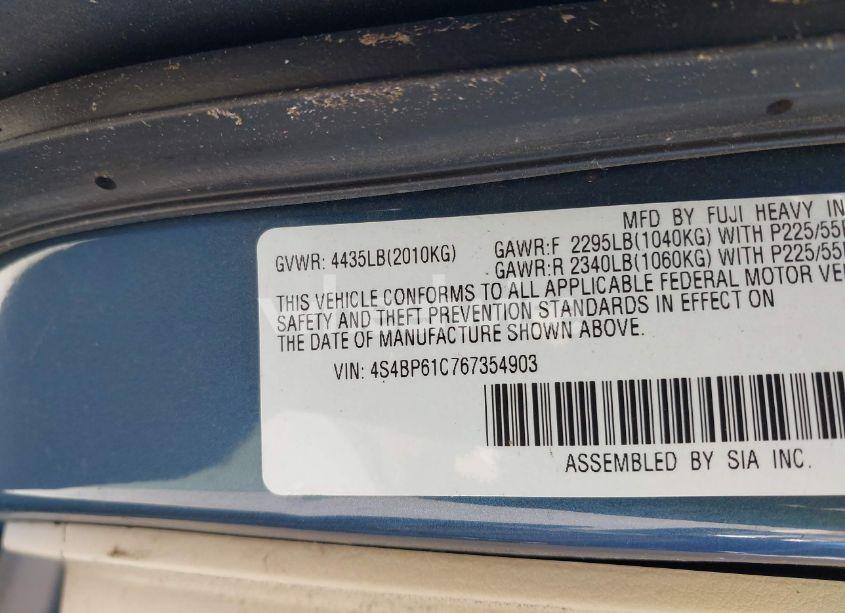 MFD BY FUJI HEAVY IN
GVWR: 4435LB(2010KG) GAWR:F 2295LB(1040KG) WITH P225/55
GAWR:R 2340LB(1060KG) WITH P225/55
THIS VEHICLE CONFORMS TO ALL APPLICABLE FEDERAL MOTOR VE
SAFETY AND THEFT PREVENTION STANDARDS IN EFFECT ON
THE DATE OF MANUFACTURE SHOWN ABOVE.
VIN: 4S4BP61C767354903
ASSEMBLED BY SIA INC.